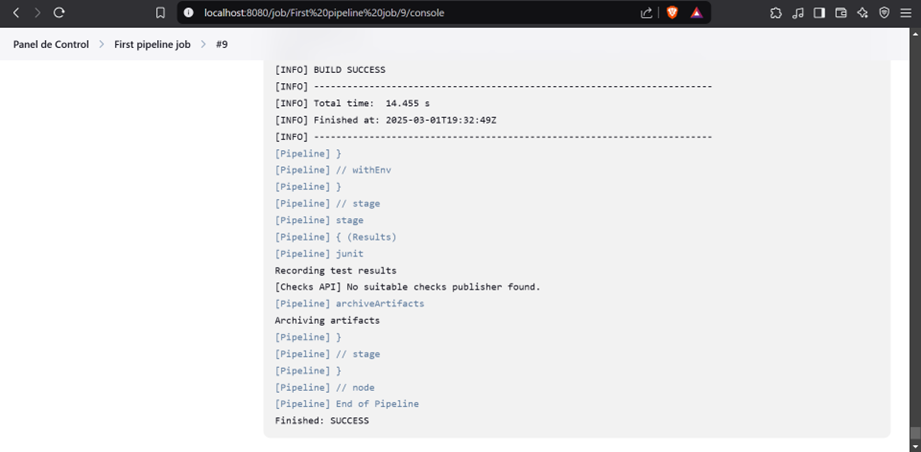 localhost:8080/job/First%20pipeline%20job/9/console
Panel de Control > First pipeline job > #9
[INFO] BUILD SUCCESS
[INFO] ------------------------------------------------------------------------
[INFO] Total time:  14.455 s
[INFO] Finished at: 2025-03-01T19:32:49Z
[INFO] ------------------------------------------------------------------------
[Pipeline] }
[Pipeline] // withEnv
[Pipeline] }
[Pipeline] // stage
[Pipeline] stage
[Pipeline] { (Results)
[Pipeline] junit
Recording test results
[Checks API] No suitable checks publisher found.
[Pipeline] archiveArtifacts
Archiving artifacts
[Pipeline] }
[Pipeline] // stage
[Pipeline] }
[Pipeline] // node
[Pipeline] End of Pipeline
Finished: SUCCESS